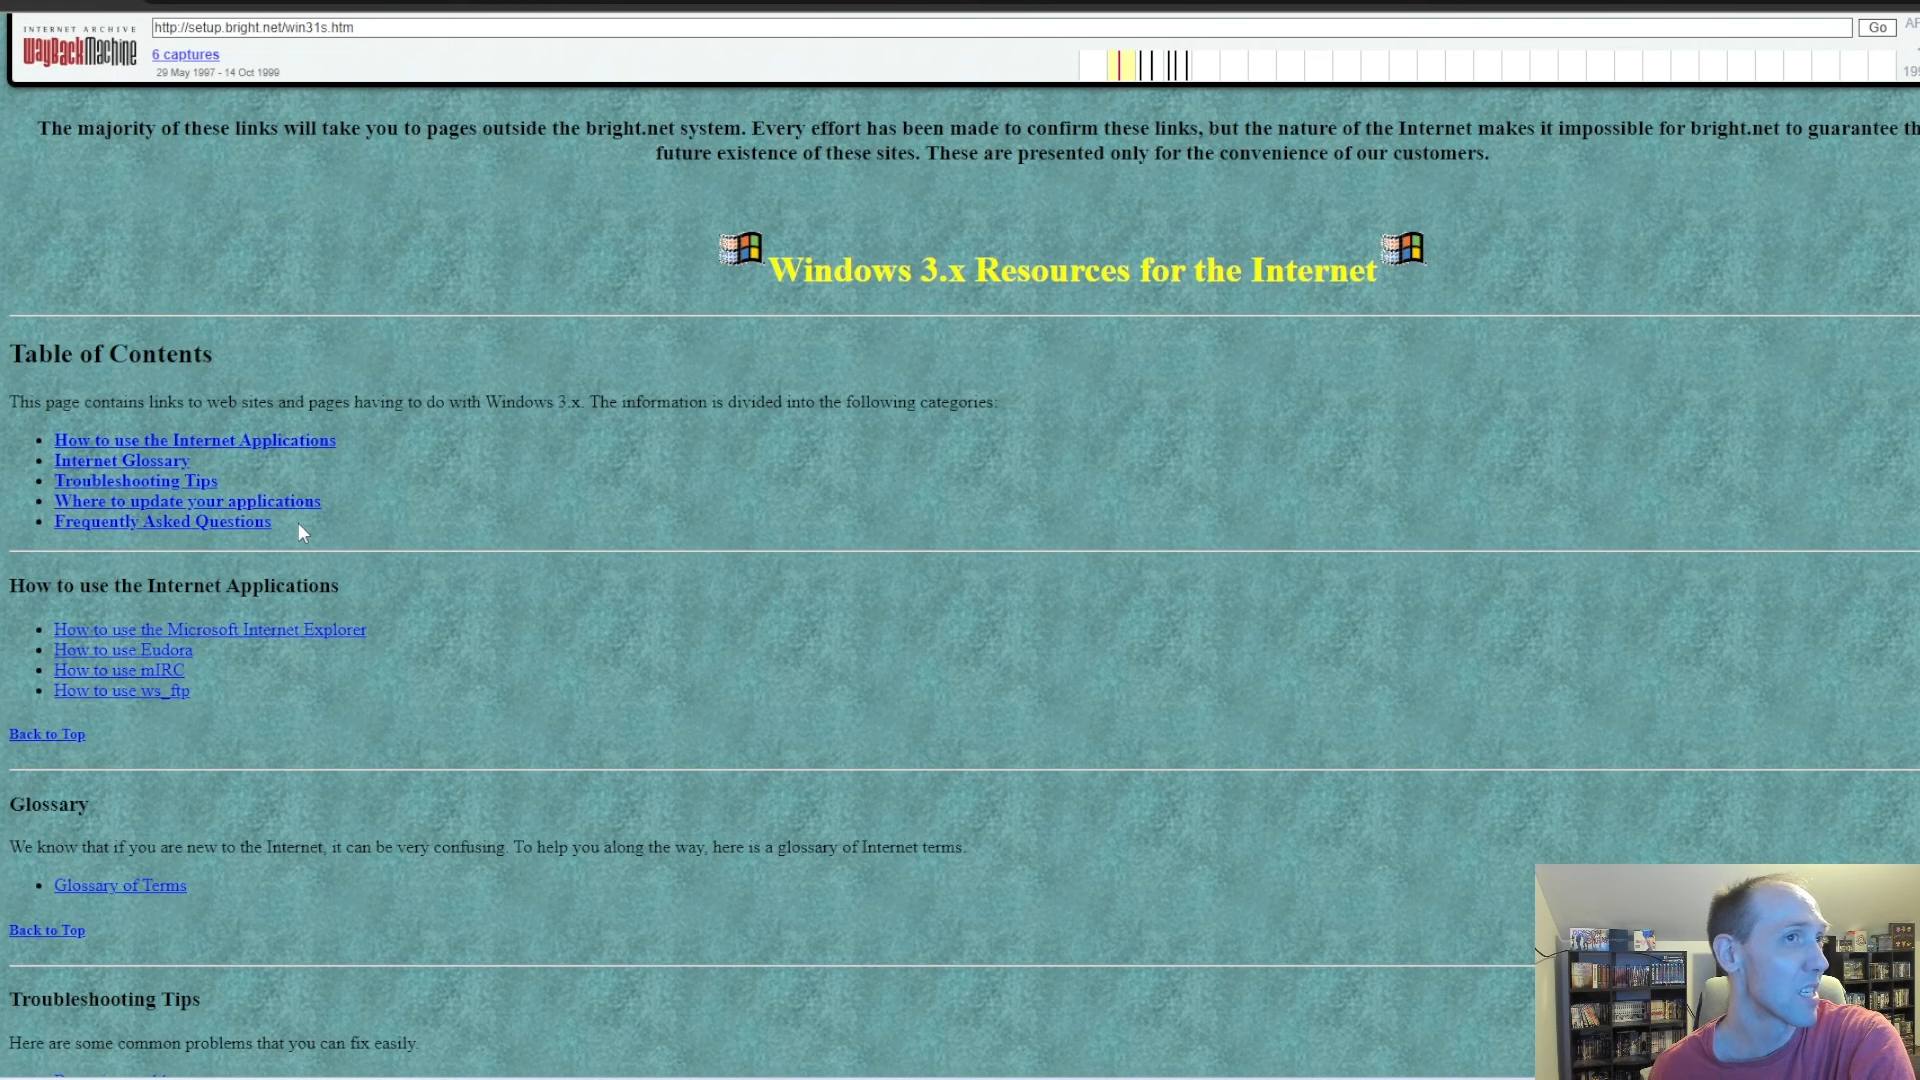 INTERNET ARCHIVE
WayBackMachine
http://setup.bright.net/win31s.htm
Go
6 captures
29 May 1997 - 14 Oct 1999
The majority of these links will take you to pages outside the bright.net system. Every effort has been made to confirm these links, but the nature of the Internet makes it impossible for bright.net to guarantee
future existence of these sites. These are presented only for the convenience of our customers.
Windows 3.x Resources for the Internet
Table of Contents
This page contains links to web sites and pages having to do with Windows 3.x. The information is divided into the following categories:
How to use the Internet Applications
Internet Glossary
Troubleshooting Tips
Where to update your applications
Frequently Asked Questions
How to use the Internet Applications
How to use the Microsoft Internet Explorer
How to use Eudora
How to use mIRC
How to use ws_ftp
Back to Top
Glossary
We know that if you are new to the Internet, it can be very confusing. To help you along the way, here is a glossary of Internet terms.
Glossary of Terms
Back to Top
Troubleshooting Tips
Here are some common problems that you can fix easily.